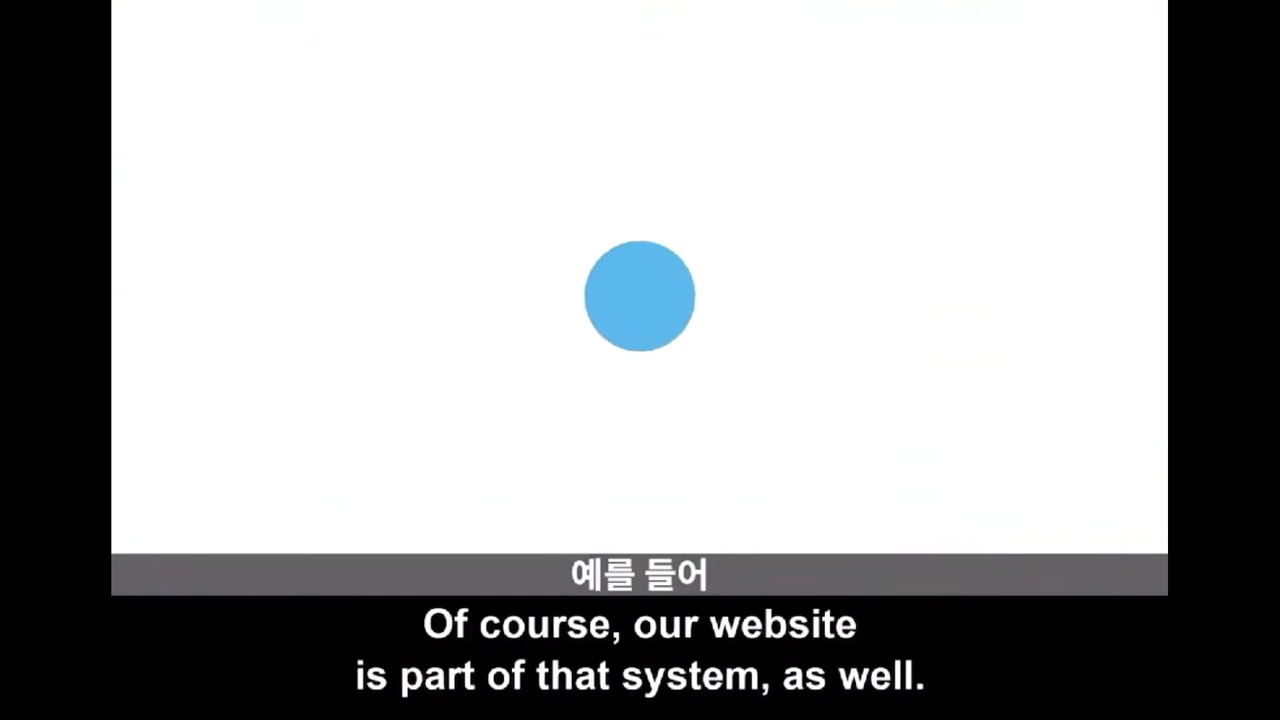 예를 들어
Of course, our website
is part of that system, as well.